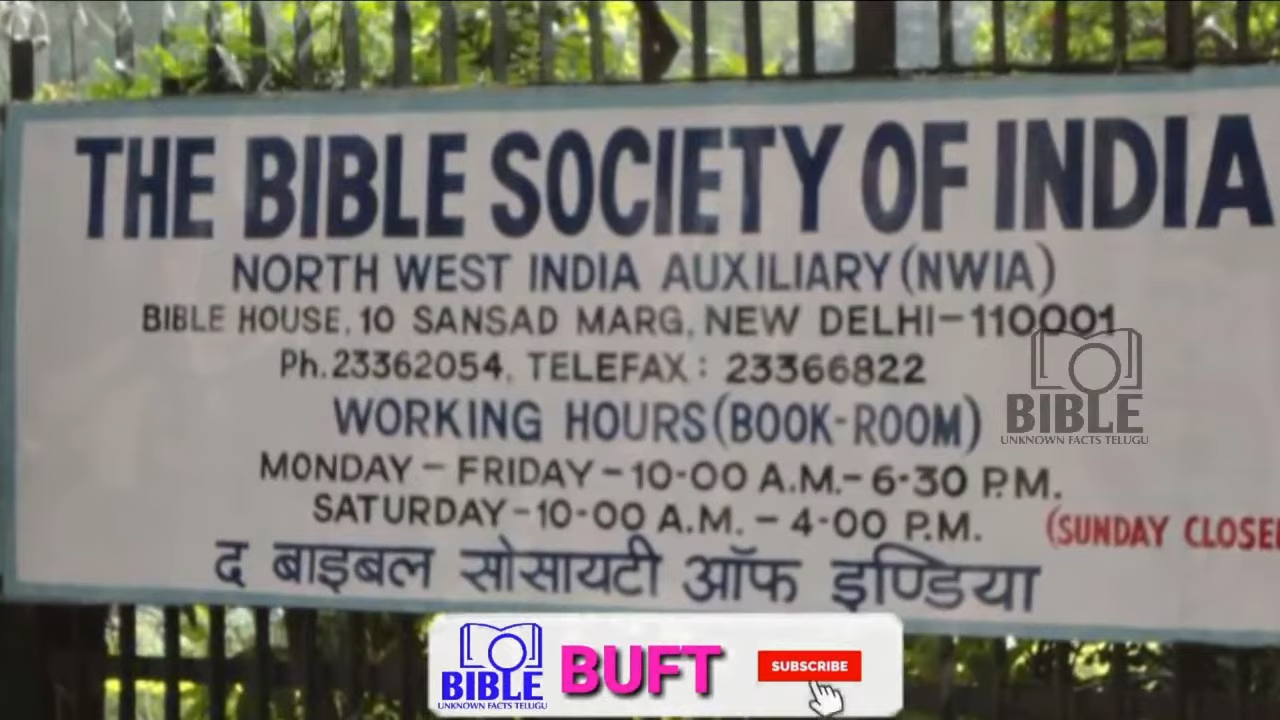 THE BIBLE SOCIETY OF INDIA
NORTH WEST INDIA AUXILIARY (NWIA)
BIBLE HOUSE, 10 SANSAD MARG, NEW DELHI-110001
Ph.23362054, TELEFAX : 23366822
WORKING HOURS (BOOK-ROOM)
MONDAY - FRIDAY - 10-00 A.M.- 6-30 P.M.
SATURDAY - 10-00 A.M. - 4-00 P.M. (SUNDAY CLOSE
द बाइबल सोसायटी ऑफ इण्डिया
BIBLE
UNKNOWN FACTS TELUGU
BIBLE
UNKNOWN FACTS TELUGU
BUFT
SUBSCRIBE